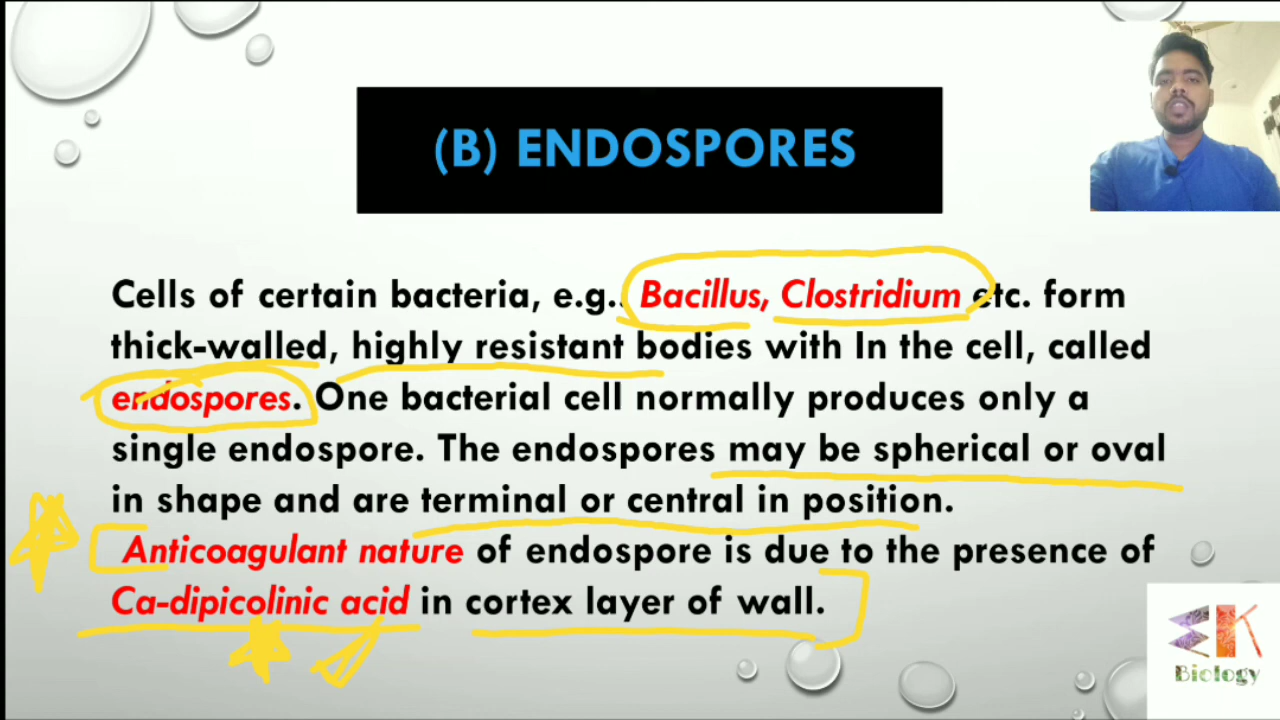 (B) ENDOSPORES
Cells of certain bacteria, e.g.. Bacillus, Clostridium etc. form
thick-walled, highly resistant bodies with In the cell, called
endospores. One bacterial cell normally produces only a
single endospore. The endospores may be spherical or oval
in shape and are terminal or central in position.
Anticoagulant nature of endospore is due to the presence of
Ca-dipicolinic acid in cortex layer of wall.
EK
Biology